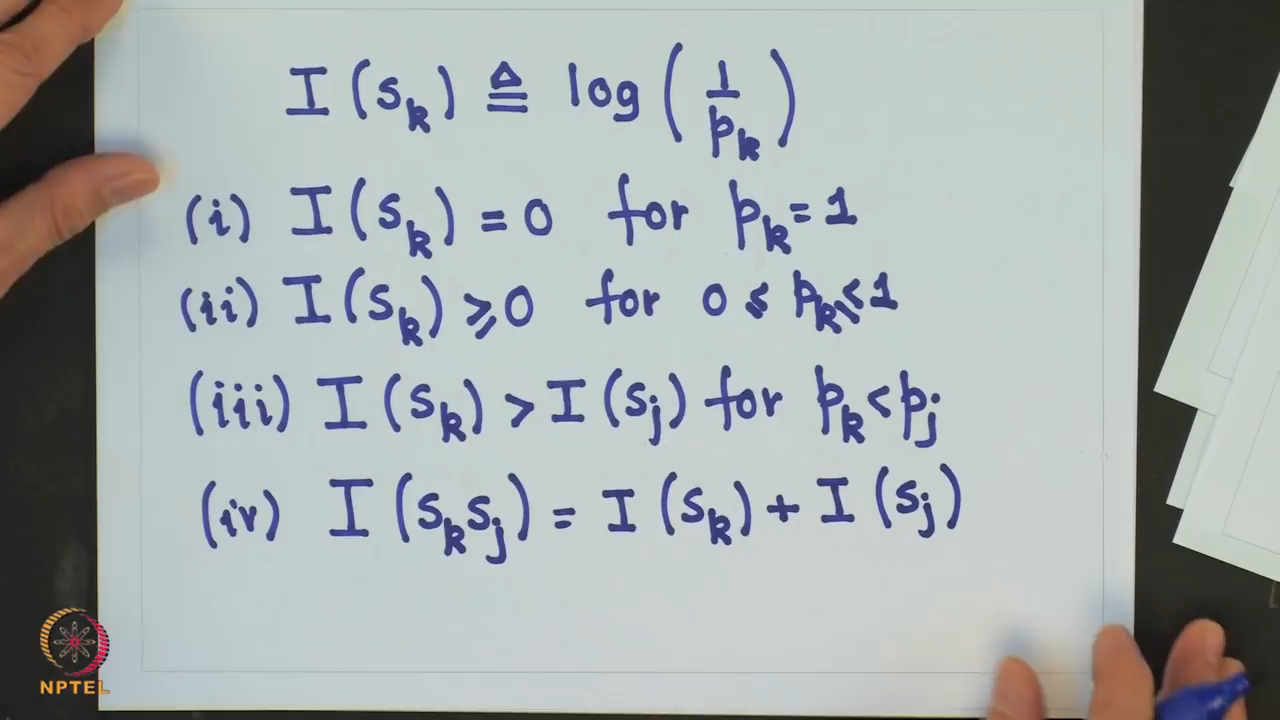 I(s_k) ≜ log(1/p_k)
(i) I(s_k) = 0 for p_k = 1
(ii) I(s_k) ⩾ 0 for 0 ⩽ p_k ⩽ 1
(iii) I(s_k) > I(s_j) for p_k < p_j
(iv) I(s_k s_j) = I(s_k) + I(s_j)
NPTEL